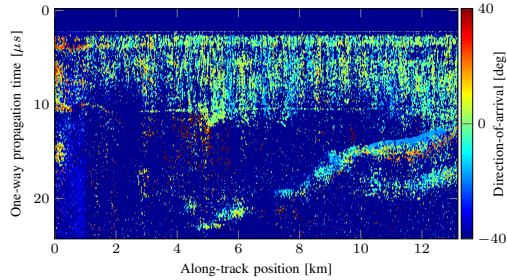 0
10
20
One-way propagation time [μs]
0 2 4 6 8 10 12
Along-track position [km]
40
0
−40
Direction-of-arrival [deg]